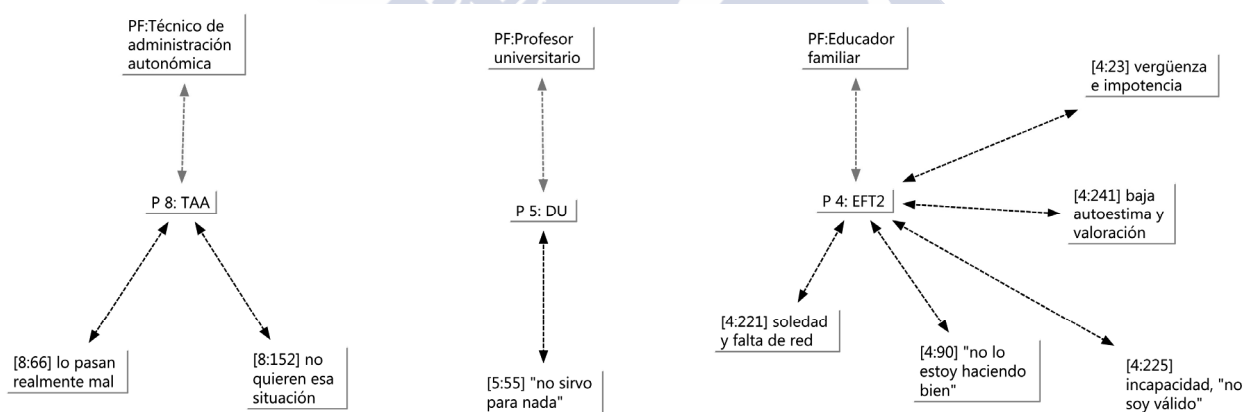 PF:Técnico de
administración
autonómica
PF:Profesor
universitario
PF:Educador
familiar
[4:23] vergüenza
e impotencia
P 8: TAA
P 5: DU
P 4: EFT2
[4:241] baja
autoestima y
valoración
[8:66] lo pasan
realmente mal
[8:152] no
quieren esa
situación
[5:55] "no sirvo
para nada"
[4:221] soledad
y falta de red
[4:90] "no lo
estoy haciendo
bien"
[4:225]
incapacidad, "no
soy válido"